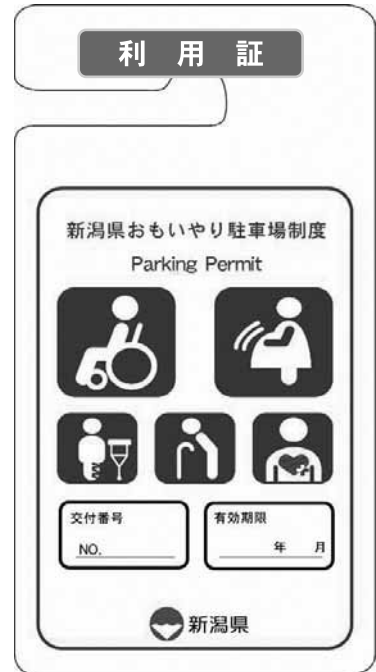 利用証
新潟県おもいやり駐車場制度
Parking Permit
交付番号
NO.
有効期限
年 月
新潟県